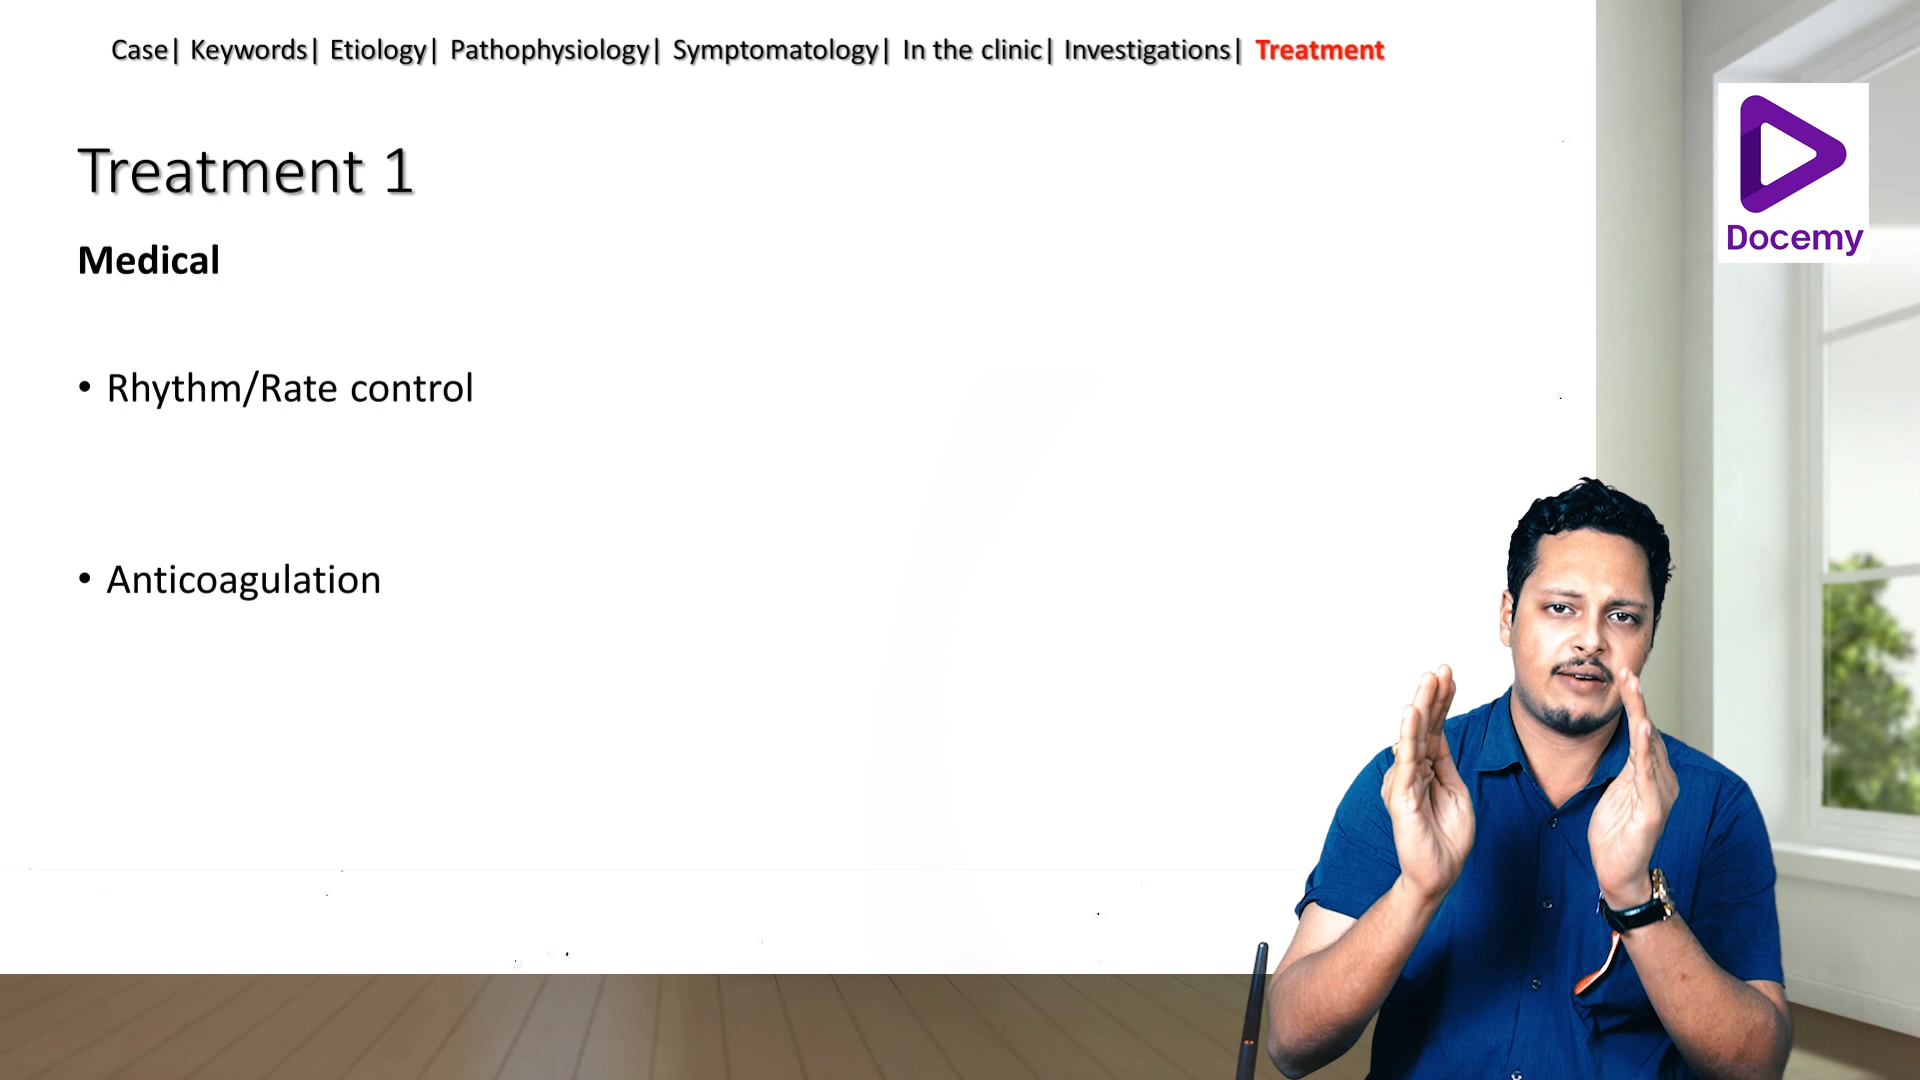 Case| Keywords| Etiology| Pathophysiology| Symptomatology| In the clinic| Investigations| Treatment
Treatment 1
Medical
• Rhythm/Rate control
• Anticoagulation
Docemy